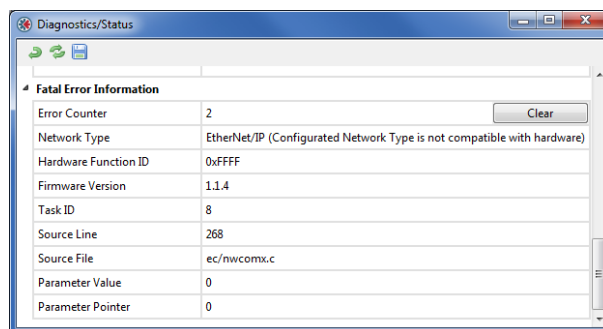 Diagnostics/Status
Fatal Error Information
Error Counter 2 Clear
Network Type EtherNet/IP (Configurated Network Type is not compatible with hardware)
Hardware Function ID 0xFFFF
Firmware Version 1.1.4
Task ID 8
Source Line 268
Source File ec/nwcomx.c
Parameter Value 0
Parameter Pointer 0